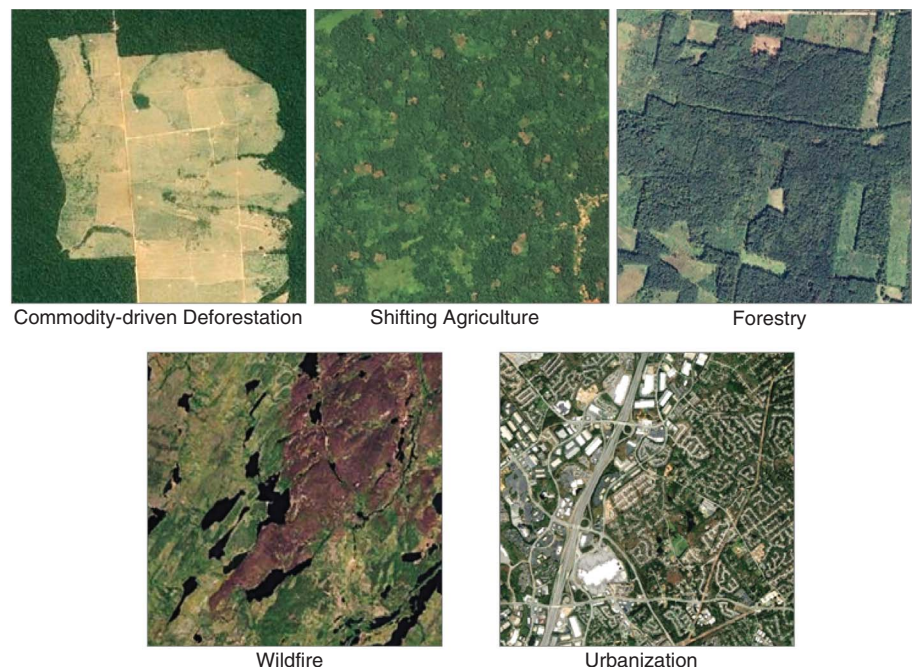 Commodity-driven Deforestation
Shifting Agriculture
Forestry
Wildfire
Urbanization